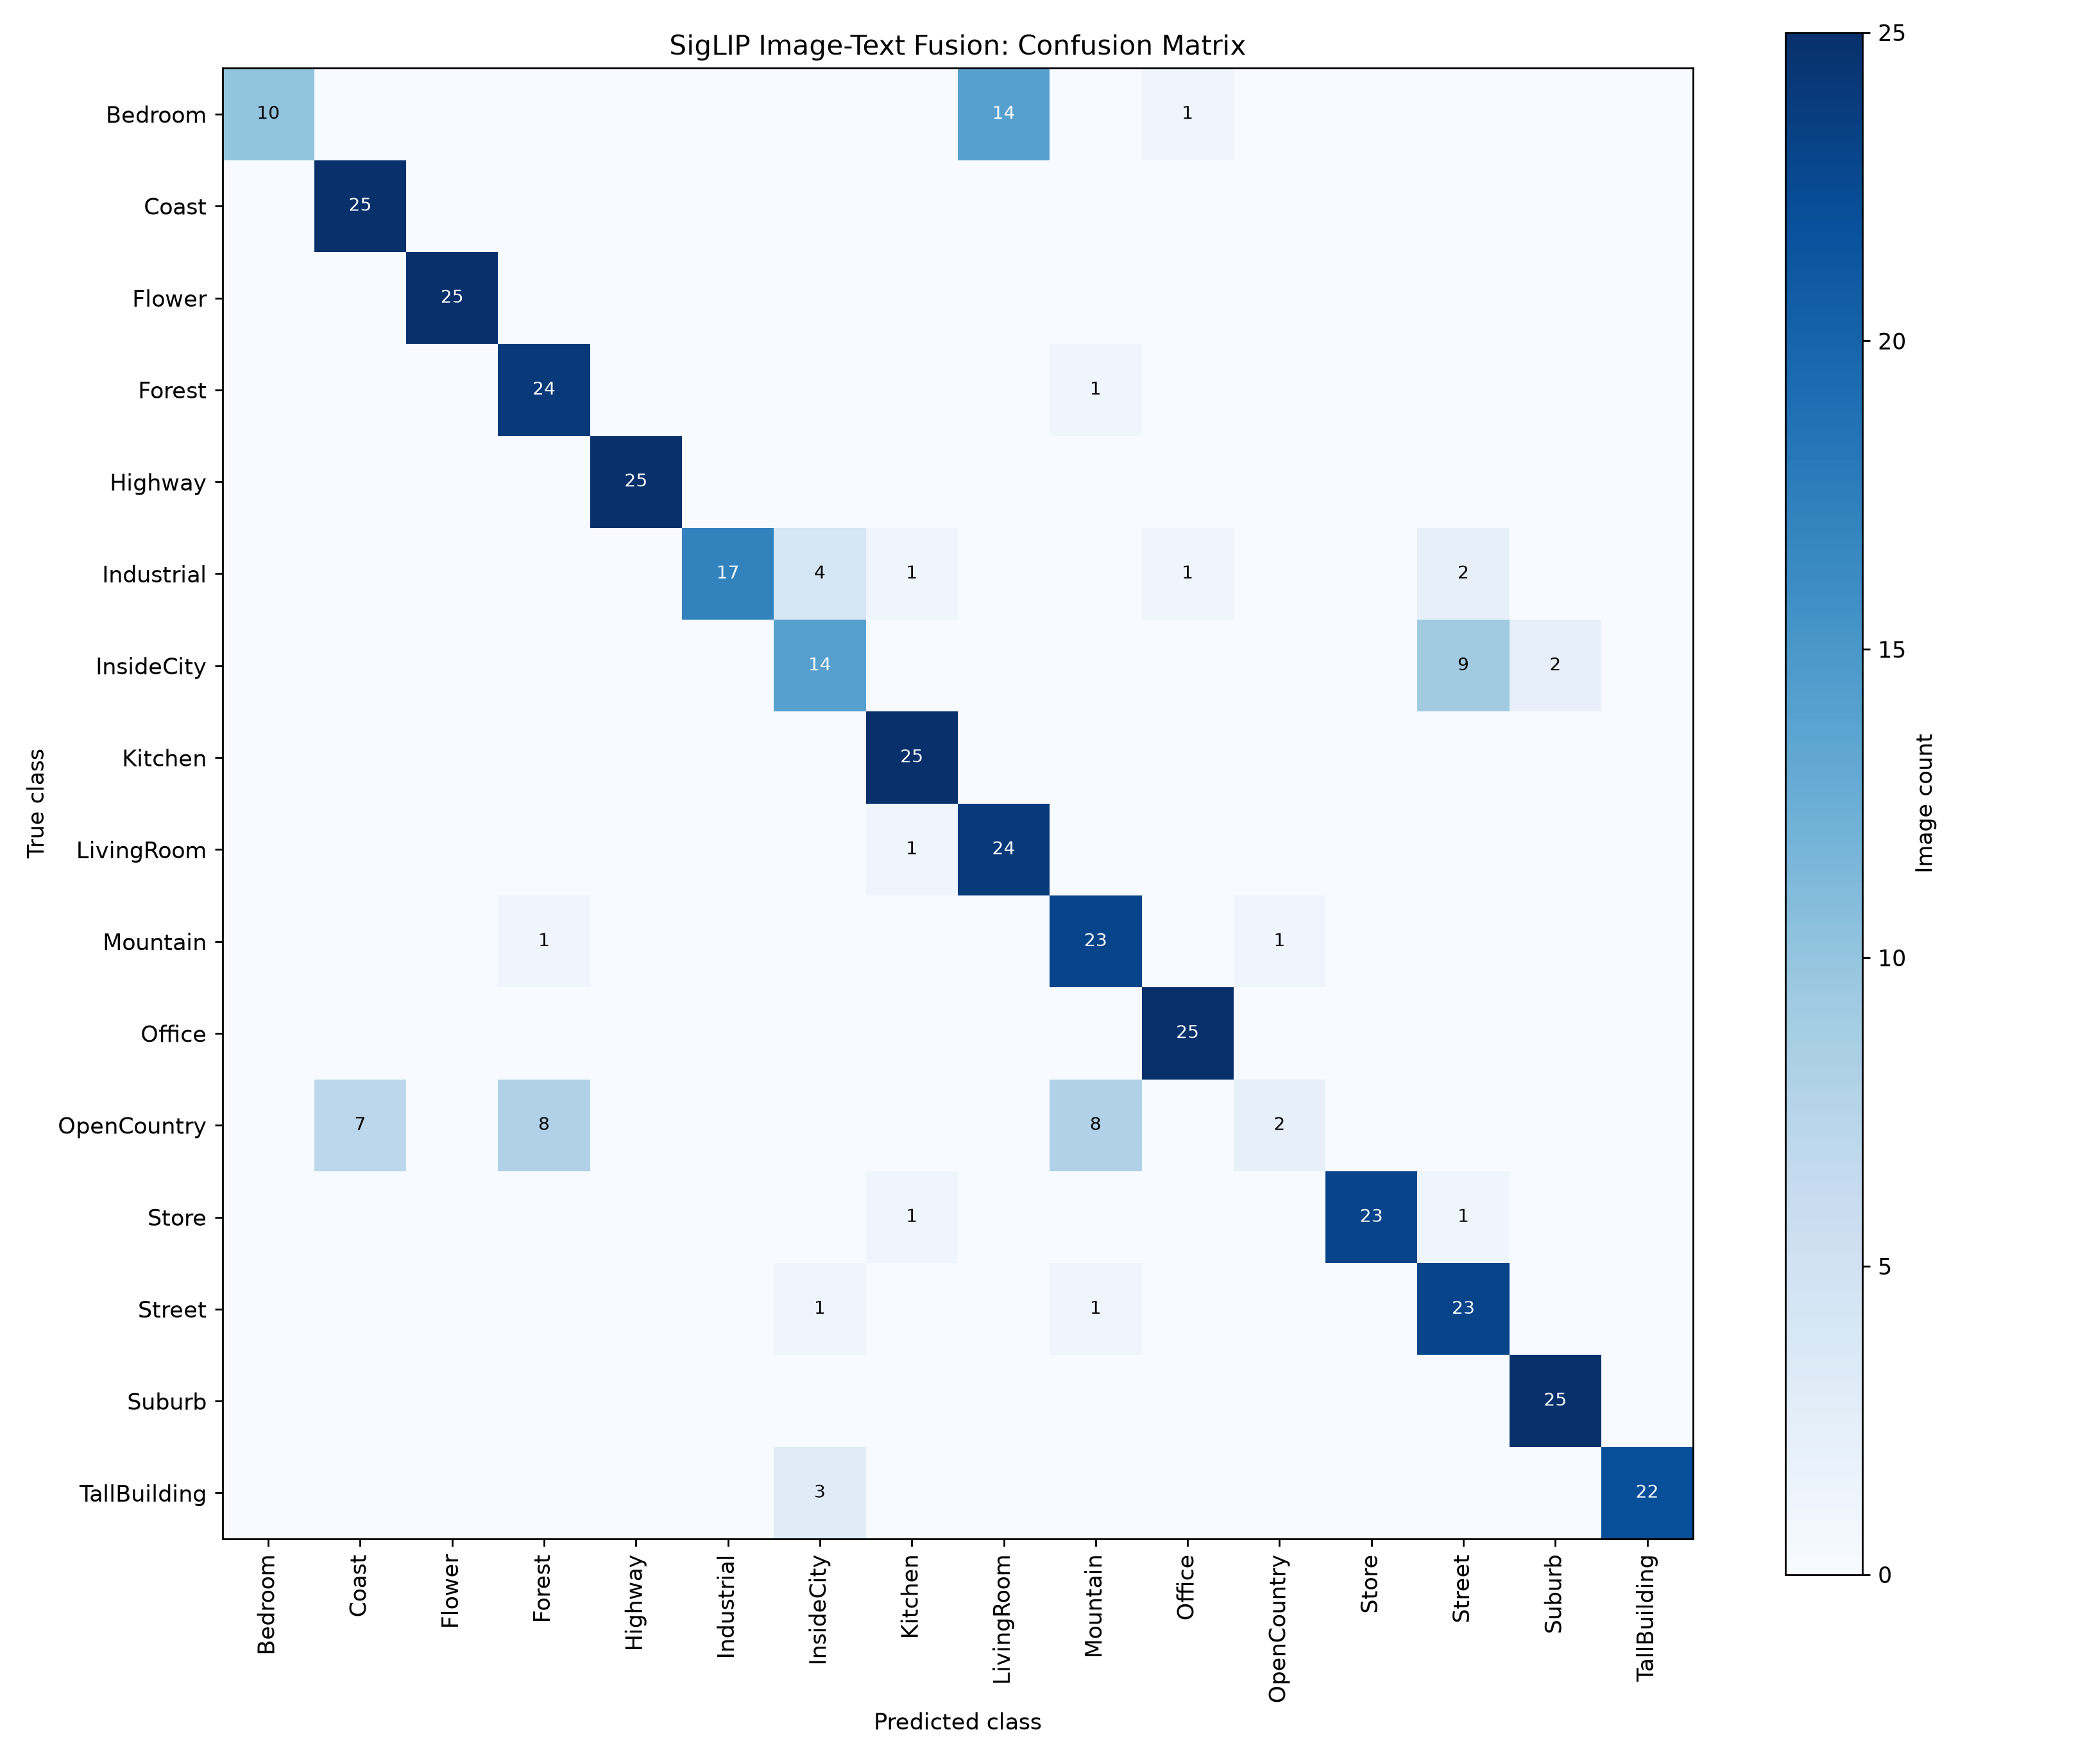 SigLIP Image-Text Fusion: Confusion Matrix
Bedroom 10 14 1
Coast 25
Flower 25
Forest 24 1
Highway 25
Industrial 17 4 1 1 2
InsideCity 14 9 2
Kitchen 25
LivingRoom 1 24
Mountain 1 23 1
Office 25
OpenCountry 7 8 8 2
Store 1 23 1
Street 1 1 23
Suburb 25
TallBuilding 3 22
True class
Bedroom Coast Flower Forest Highway Industrial InsideCity Kitchen LivingRoom Mountain Office OpenCountry Store Street Suburb TallBuilding
Predicted class
25
20
15
10
5
0
Image count